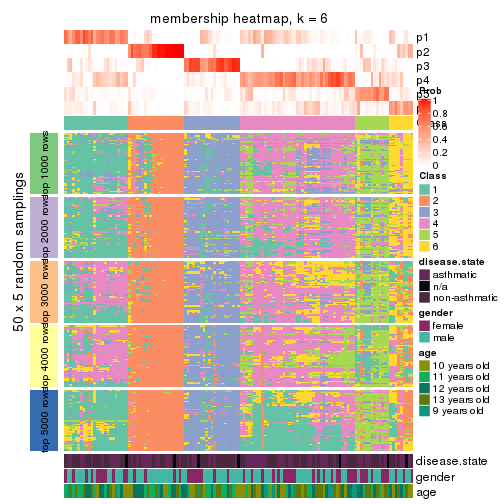 membership heatmap, k = 6
p1
p2
p3
p4
p5
Prob
1
0.8
0.6
0.4
0.2
0
Class
1
2
3
4
5
6
disease.state
asthmatic
n/a
non-asthmatic
gender
female
male
age
10 years old
11 years old
12 years old
13 years old
9 years old
50 x 5 random samplings
top 1000 rows
top 2000 rows
top 3000 rows
top 4000 rows
top 5000 rows
disease.state
gender
age